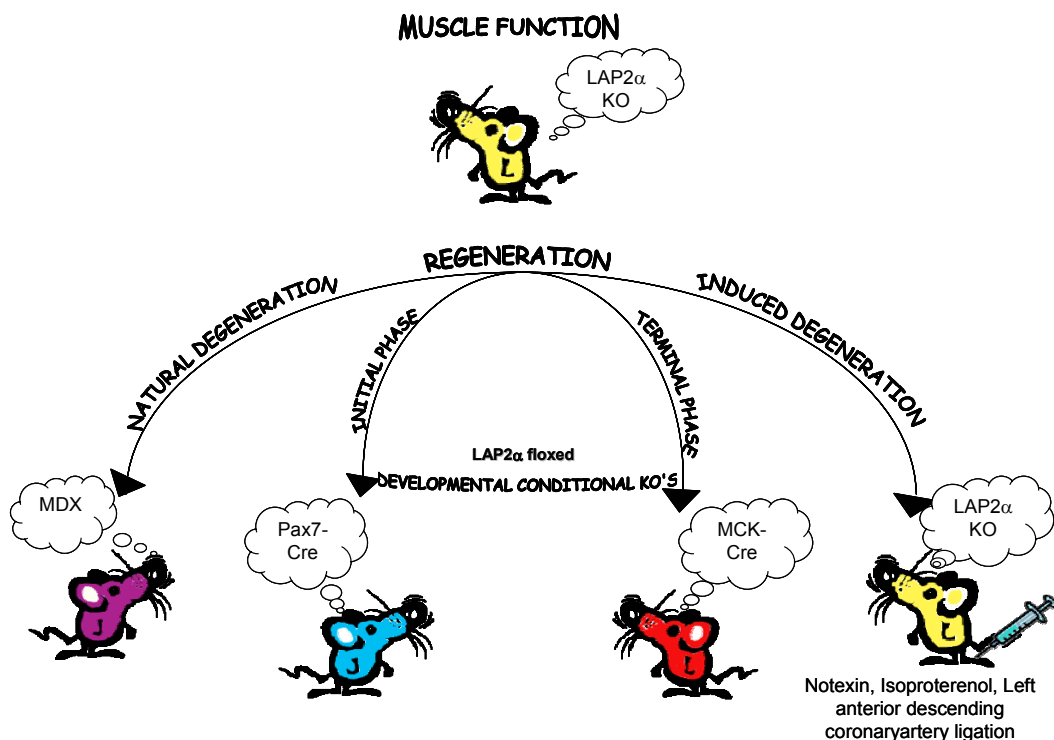 MUSCLE FUNCTION
LAP2α
KO
REGENERATION
NATURAL DEGENERATION
INITIAL PHASE
TERMINAL PHASE
INDUCED DEGENERATION
LAP2α floxed
DEVELOPMENTAL CONDITIONAL KO'S
MDX
Pax7-
Cre
MCK-
Cre
LAP2α
KO
L
J
J
L
L
Notexin, Isoproterenol, Left
anterior descending
coronaryartery ligation